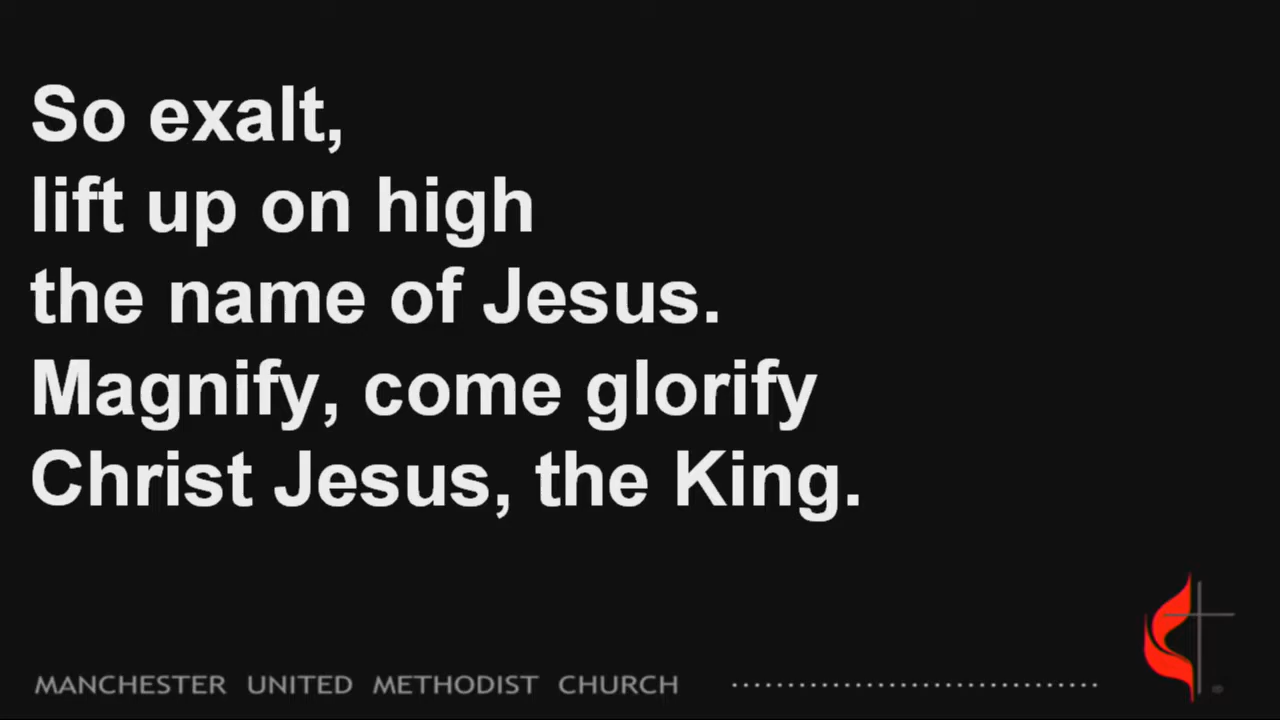 So exalt,
lift up on high
the name of Jesus.
Magnify, come glorify
Christ Jesus, the King.
MANCHESTER UNITED METHODIST CHURCH